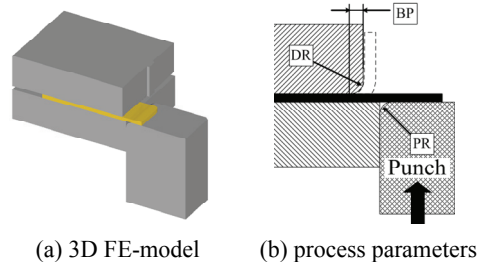 BP
DR
PR
Punch
(a) 3D FE-model
(b) process parameters